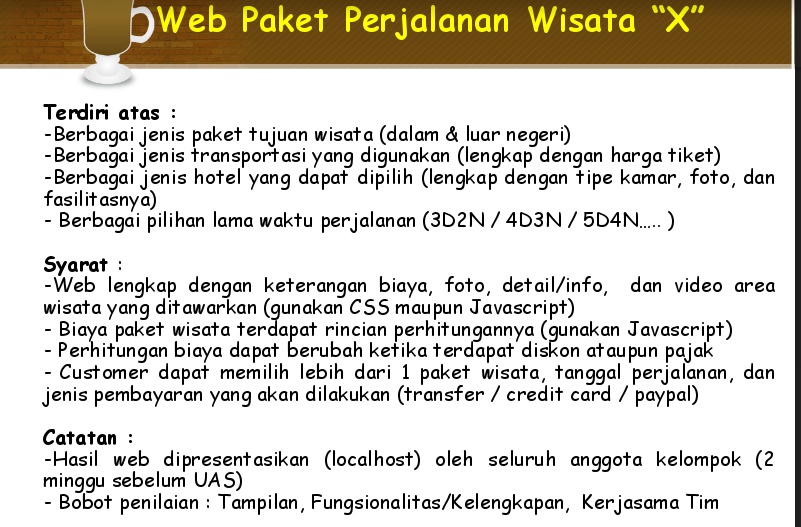 Web Paket Perjalanan Wisata “X”
Terdiri atas :
-Berbagai jenis paket tujuan wisata (dalam & luar negeri)
-Berbagai jenis transportasi yang digunakan (lengkap dengan harga tiket)
-Berbagai jenis hotel yang dapat dipilih (lengkap dengan tipe kamar, foto, dan
fasilitasnya)
- Berbagai pilihan lama waktu perjalanan (3D2N / 4D3N / 5D4N….. )
Syarat :
-Web lengkap dengan keterangan biaya, foto, detail/info, dan video area
wisata yang ditawarkan (gunakan CSS maupun Javascript)
- Biaya paket wisata terdapat rincian perhitungannya (gunakan Javascript)
- Perhitungan biaya dapat berubah ketika terdapat diskon ataupun pajak
- Customer dapat memilih lebih dari 1 paket wisata, tanggal perjalanan, dan
jenis pembayaran yang akan dilakukan (transfer / credit card / paypal)
Catatan :
-Hasil web dipresentasikan (localhost) oleh seluruh anggota kelompok (2
minggu sebelum UAS)
- Bobot penilaian : Tampilan, Fungsionalitas/Kelengkapan, Kerjasama Tim